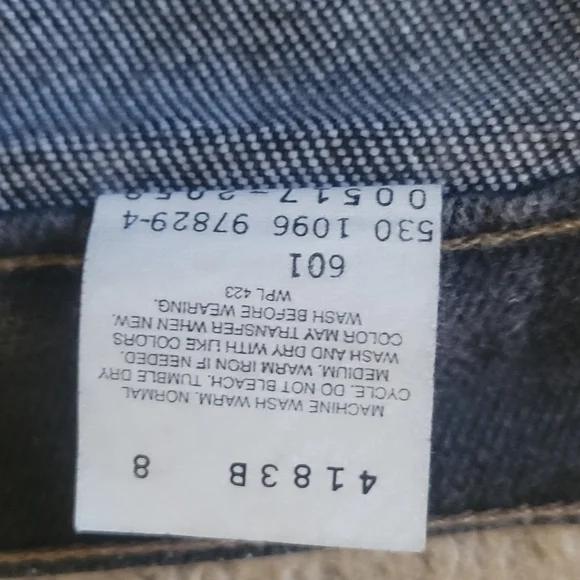 4183B 8
MACHINE WASH WARM. NORMAL
CYCLE. DO NOT BLEACH. TUMBLE DRY
MEDIUM. WARM IRON IF NEEDED.
WASH AND DRY WITH LIKE COLORS
COLOR MAY TRANSFER WHEN NEW.
WASH BEFORE WEARING.
WPL 423
601
530 1096 97829-4